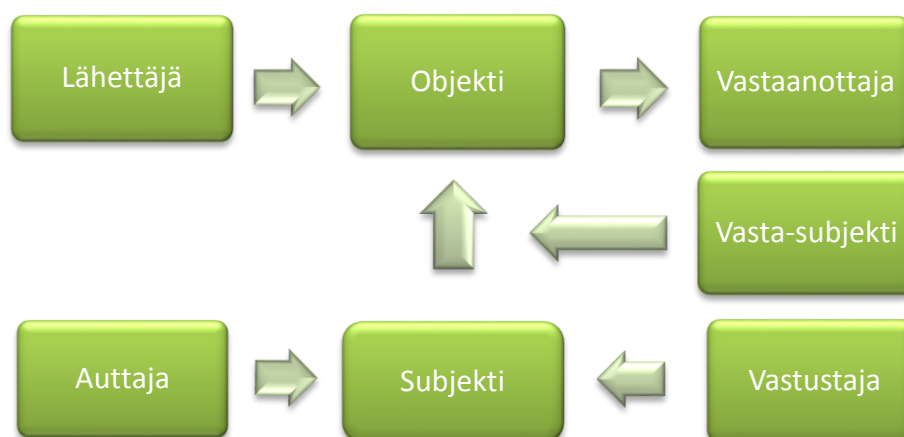 Lähettäjä
Objekti
Vastaanottaja
Vasta-subjekti
Auttaja
Subjekti
Vastustaja